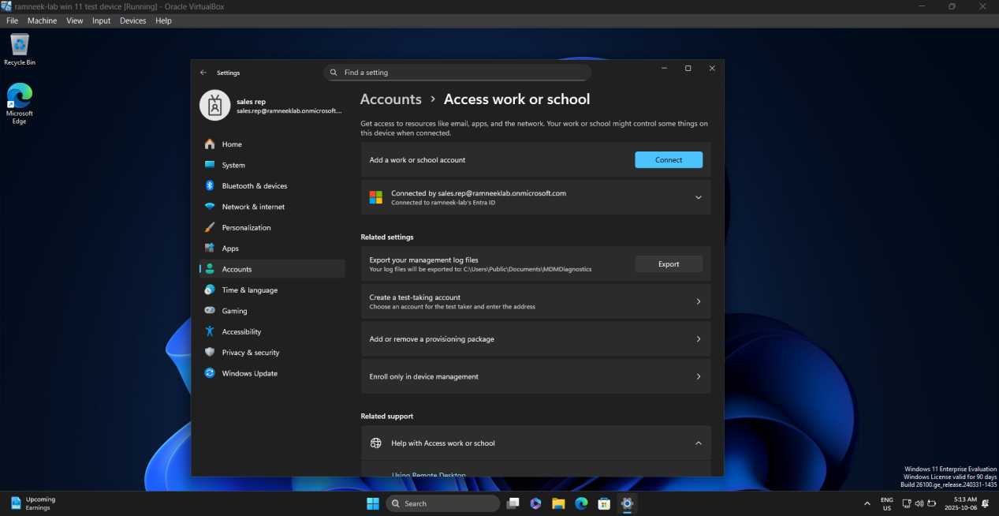 ramneek-lab win 11 test device [Running] - Oracle VirtualBox
File Machine View Input Devices Help
Recycle Bin
Microsoft
Edge
Settings
Find a setting
sales rep
sales.rep@ramneeklab.onmicrosoft....
Home
System
Bluetooth & devices
Network & internet
Personalization
Apps
Accounts
Time & language
Gaming
Accessibility
Privacy & security
Windows Update
Accounts > Access work or school
Get access to resources like email, apps, and the network. Your work or school might control some things on
this device when connected.
Add a work or school account
Connect
Connected by sales.rep@ramneeklab.onmicrosoft.com
Connected to ramneek-lab's Entra ID
Related settings
Export your management log files
Your log files will be exported to: C:\Users\Public\Documents\MDMDiagnostics
Export
Create a test-taking account
Choose an account for the test taker and enter the address
Add or remove a provisioning package
Enroll only in device management
Related support
Help with Access work or school
Using Remote Desktop
Windows 11 Enterprise Evaluation
Windows License valid for 90 days
Build 26100.ge_release.240331-1435
Upcoming
Earnings
Search
ENG
US
5:13 AM
2025-10-06